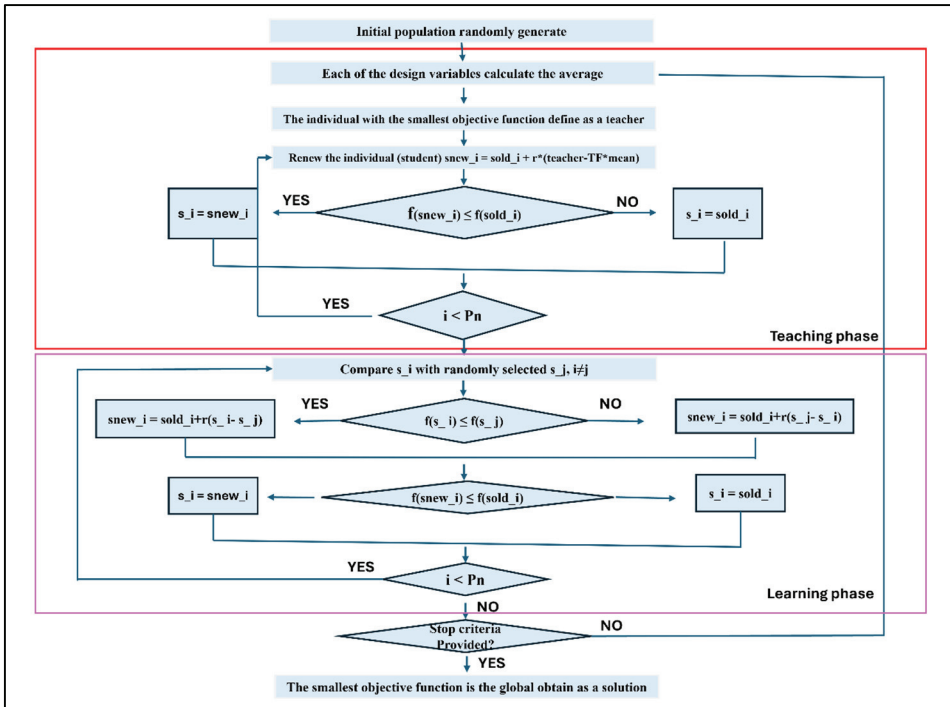 Initial population randomly generate
Each of the design variables calculate the average
The individual with the smallest objective function define as a teacher
Renew the individual (student) snew_i = sold_i + r*(teacher-TF*mean)
YES
NO
s_i = snew_i
f(snew_i) ≤ f(sold_i)
s_i = sold_i
YES
i < Pn
Teaching phase
Compare s_i with randomly selected s_j, i≠j
YES
NO
snew_i = sold_i+r(s_ i- s_ j)
f(s_ i) ≤ f(s_ j)
snew_i = sold_i+r(s_ j- s_ i)
s_i = snew_i
f(snew_i) ≤ f(sold_i)
s_i = sold_i
YES
i < Pn
Learning phase
NO
Stop criteria
Provided?
NO
YES
The smallest objective function is the global obtain as a solution